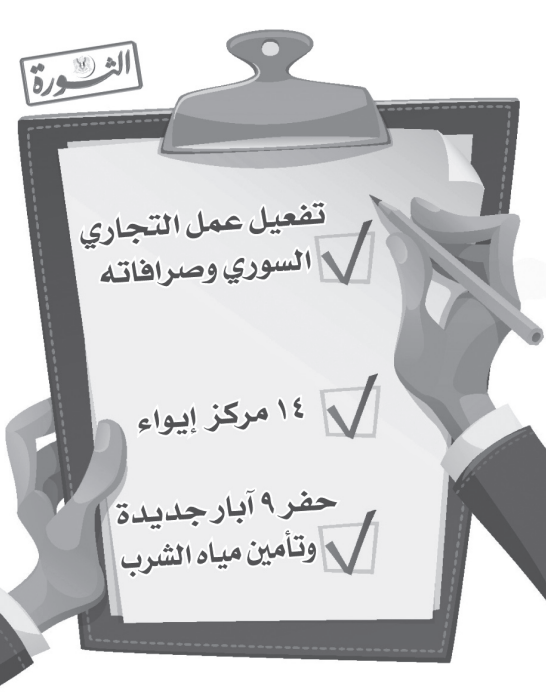 الثورة
تفعيل عمل التجاري
السوري وصرافاته
١٤ مركز إيواء
حفر ٩ آبار جديدة
وتأمين مياه الشرب